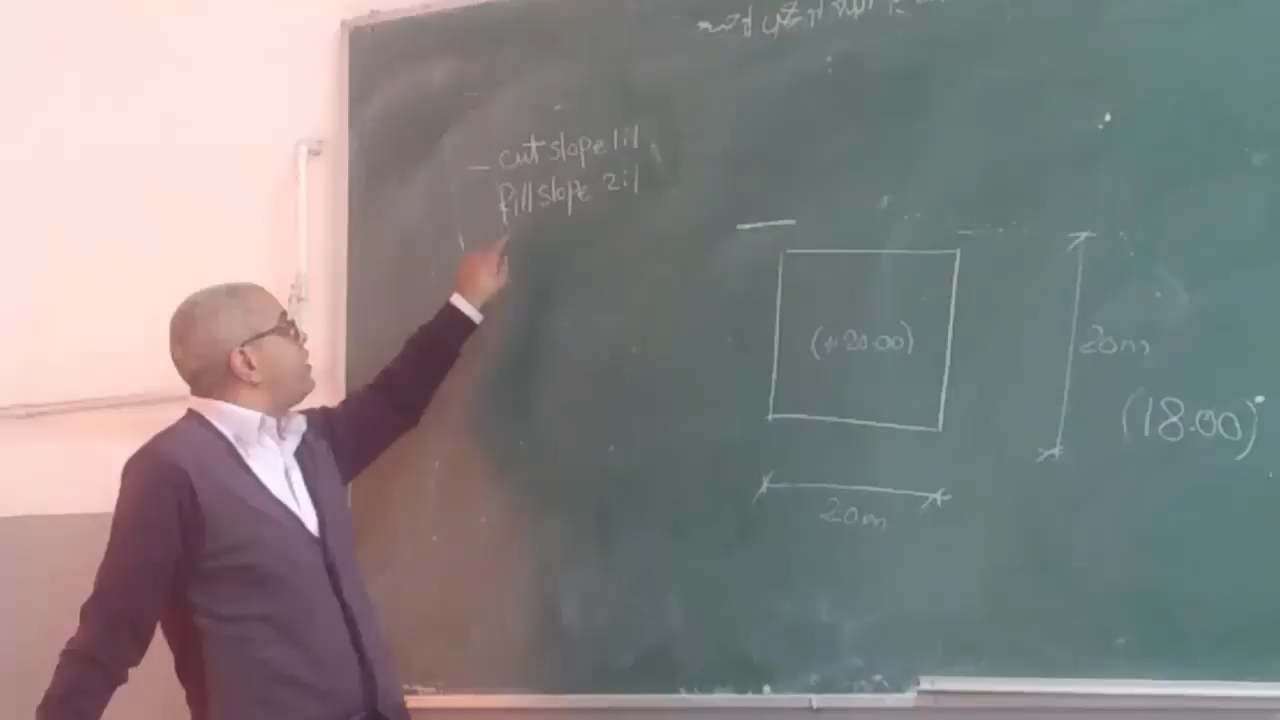 - cut slope 1:1
fill slope 2:1
(+20.00)
20m
(18.00)
20m